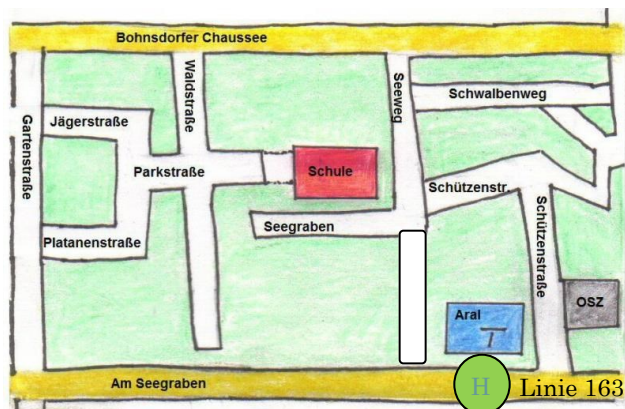 Bohnsdorfer Chaussee
Waldstraße
Seeweg
Schwalbenweg
Gartenstraße
Jägerstraße
Parkstraße
Schule
Schützenstr.
Platanenstraße
Seegraben
Schützenstraße
Aral
OSZ
Am Seegraben
H
Linie 163